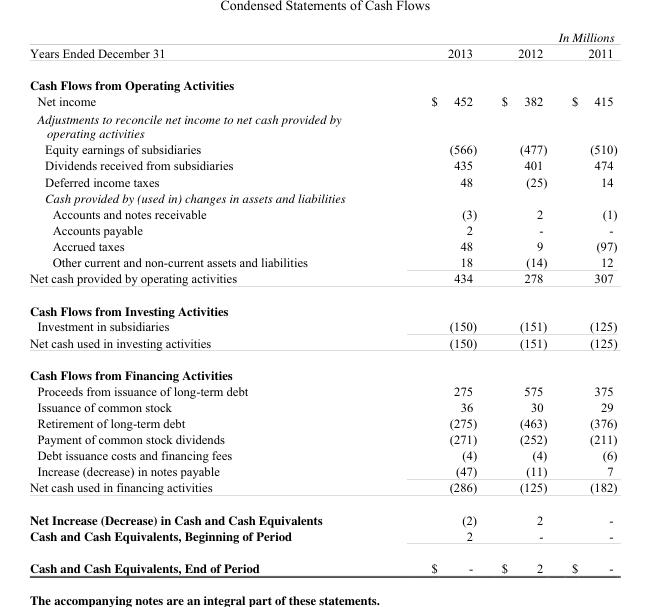 Condensed Statements of Cash Flows
In Millions
Years Ended December 31 2013 2012 2011
Cash Flows from Operating Activities
Net income $ 452 $ 382 $ 415
Adjustments to reconcile net income to net cash provided by
operating activities
Equity earnings of subsidiaries (566) (477) (510)
Dividends received from subsidiaries 435 401 474
Deferred income taxes 48 (25) 14
Cash provided by (used in) changes in assets and liabilities
Accounts and notes receivable (3) 2 (1)
Accounts payable 2 - -
Accrued taxes 48 9 (97)
Other current and non-current assets and liabilities 18 (14) 12
Net cash provided by operating activities 434 278 307
Cash Flows from Investing Activities
Investment in subsidiaries (150) (151) (125)
Net cash used in investing activities (150) (151) (125)
Cash Flows from Financing Activities
Proceeds from issuance of long-term debt 275 575 375
Issuance of common stock 36 30 29
Retirement of long-term debt (275) (463) (376)
Payment of common stock dividends (271) (252) (211)
Debt issuance costs and financing fees (4) (4) (6)
Increase (decrease) in notes payable (47) (11) 7
Net cash used in financing activities (286) (125) (182)
Net Increase (Decrease) in Cash and Cash Equivalents (2) 2 -
Cash and Cash Equivalents, Beginning of Period 2 - -
Cash and Cash Equivalents, End of Period $ - $ 2 $ -
The accompanying notes are an integral part of these statements.